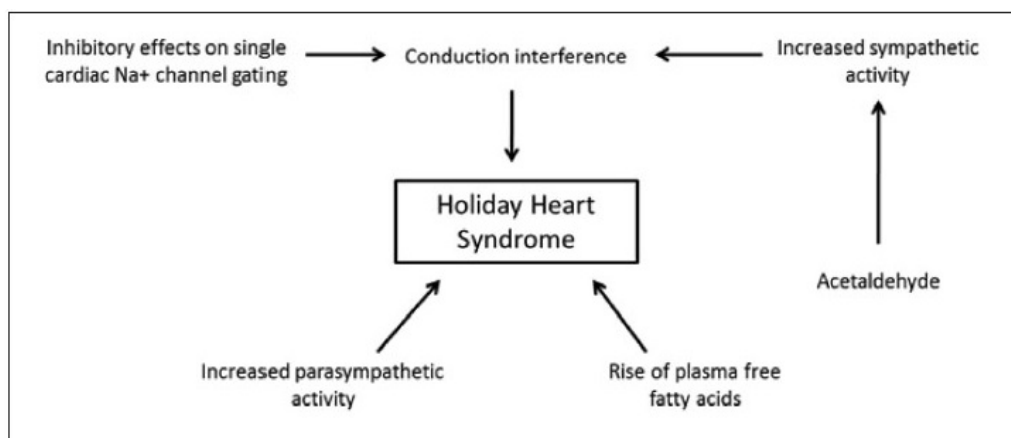 Inhibitory effects on single
cardiac Na+ channel gating
Conduction interference
Increased sympathetic
activity
Holiday Heart
Syndrome
Acetaldehyde
Increased parasympathetic
activity
Rise of plasma free
fatty acids